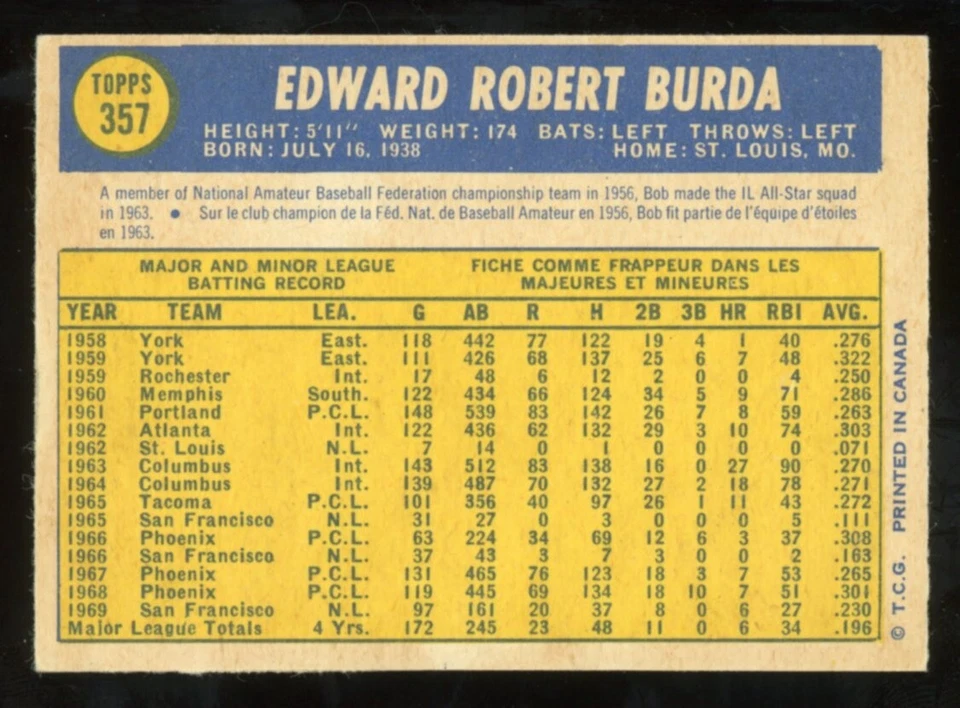 TOPPS
357
EDWARD ROBERT BURDA
HEIGHT: 5'11" WEIGHT: 174 BATS: LEFT THROWS: LEFT
BORN: JULY 16, 1938 HOME: ST. LOUIS, MO.
A member of National Amateur Baseball Federation championship team in 1956, Bob made the IL All-Star squad
in 1963. ● Sur le club champion de la Féd. Nat. de Baseball Amateur en 1956, Bob fit partie de l'équipe d'étoiles
en 1963.
MAJOR AND MINOR LEAGUE FICHE COMME FRAPPEUR DANS LES
BATTING RECORD MAJEURES ET MINEURES
YEAR TEAM LEA. G AB R H 2B 3B HR RBI AVG.
1958 York East. 118 442 77 122 19 4 1 40 .276
1959 York East. 111 426 68 137 25 6 7 48 .322
1959 Rochester Int. 17 48 6 12 2 0 0 4 .250
1960 Memphis South. 122 434 66 124 34 5 9 71 .286
1961 Portland P.C.L. 148 539 83 142 26 7 8 59 .263
1962 Atlanta Int. 122 436 62 132 29 3 10 74 .303
1962 St. Louis N.L. 7 14 0 1 0 0 0 0 .071
1963 Columbus Int. 143 512 83 138 16 0 27 90 .270
1964 Columbus Int. 139 487 70 132 27 2 18 78 .271
1965 Tacoma P.C.L. 101 356 40 97 26 1 11 43 .272
1965 San Francisco N.L. 31 27 0 3 0 0 0 5 .111
1966 Phoenix P.C.L. 63 224 34 69 12 6 3 37 .308
1966 San Francisco N.L. 37 43 3 7 3 0 0 2 .163
1967 Phoenix P.C.L. 131 465 76 123 18 3 7 53 .265
1968 Phoenix P.C.L. 119 445 69 134 18 10 7 51 .301
1969 San Francisco N.L. 97 161 20 37 8 0 6 27 .230
Major League Totals 4 Yrs. 172 245 23 48 11 0 6 34 .196
© T.C.G. PRINTED IN CANADA